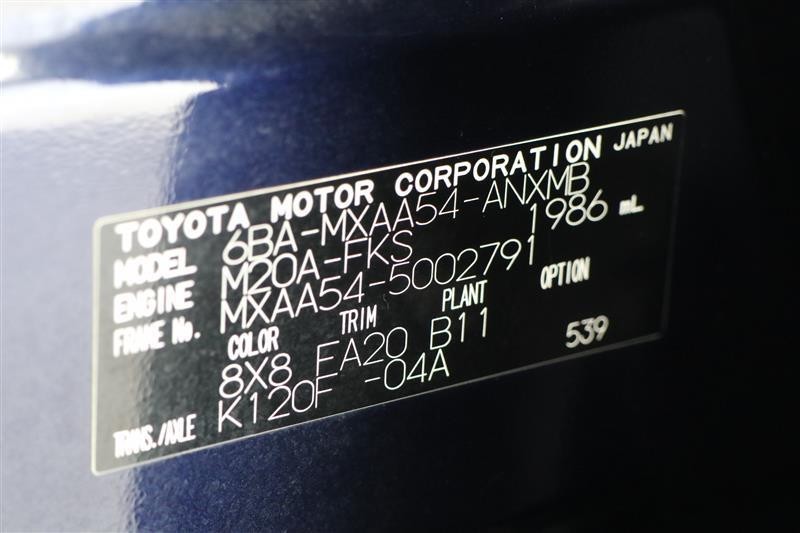 TOYOTA MOTOR CORPORATION JAPAN
MODEL 6BA-MXAA54-ANXMB
ENGINE M20A-FKS 1986 mL
FRAME No. MXAA54-5002791
COLOR TRIM PLANT OPTION
8X8 EA20 B11 539
TRANS./AXLE K120F -04A